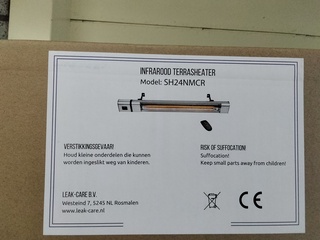 INFRAROOD TERRASHEATER
Model: SH24NMCR
VERSTIKKINGSGEVAAR!
Houd kleine onderdelen die kunnen
worden ingeslikt weg van kinderen.
RISK OF SUFFOCATION!
Suffocation!
Keep small parts away from children!
LEAK-CARE B.V.
Westeind 7, 5245 NL Rosmalen
www.leak-care.nl
CE